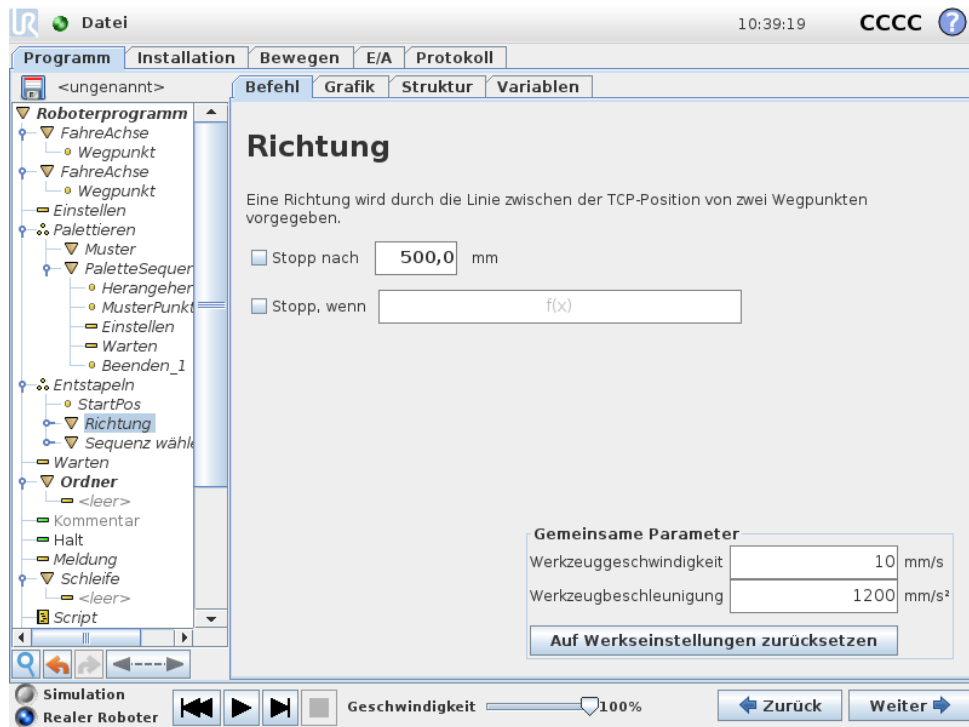 UR Datei 10:39:19 CCCC ?
Programm Installation Bewegen E/A Protokoll
<ungenannt>
Befehl Grafik Struktur Variablen
Roboterprogramm
FahreAchse
Wegpunkt
FahreAchse
Wegpunkt
Einstellen
Palettieren
Muster
PaletteSequer
Herangeher
MusterPunkt
Einstellen
Warten
Beenden_1
Entstapeln
StartPos
Richtung
Sequenz wähle
Warten
Ordner
<leer>
Kommentar
Halt
Meldung
Schleife
<leer>
Script
Richtung
Eine Richtung wird durch die Linie zwischen der TCP-Position von zwei Wegpunkten
vorgegeben.
Stopp nach 500,0 mm
Stopp, wenn f(x)
Gemeinsame Parameter
Werkzeuggeschwindigkeit 10 mm/s
Werkzeugbeschleunigung 1200 mm/s²
Auf Werkseinstellungen zurücksetzen
Simulation
Realer Roboter
Geschwindigkeit 100%
Zurück Weiter